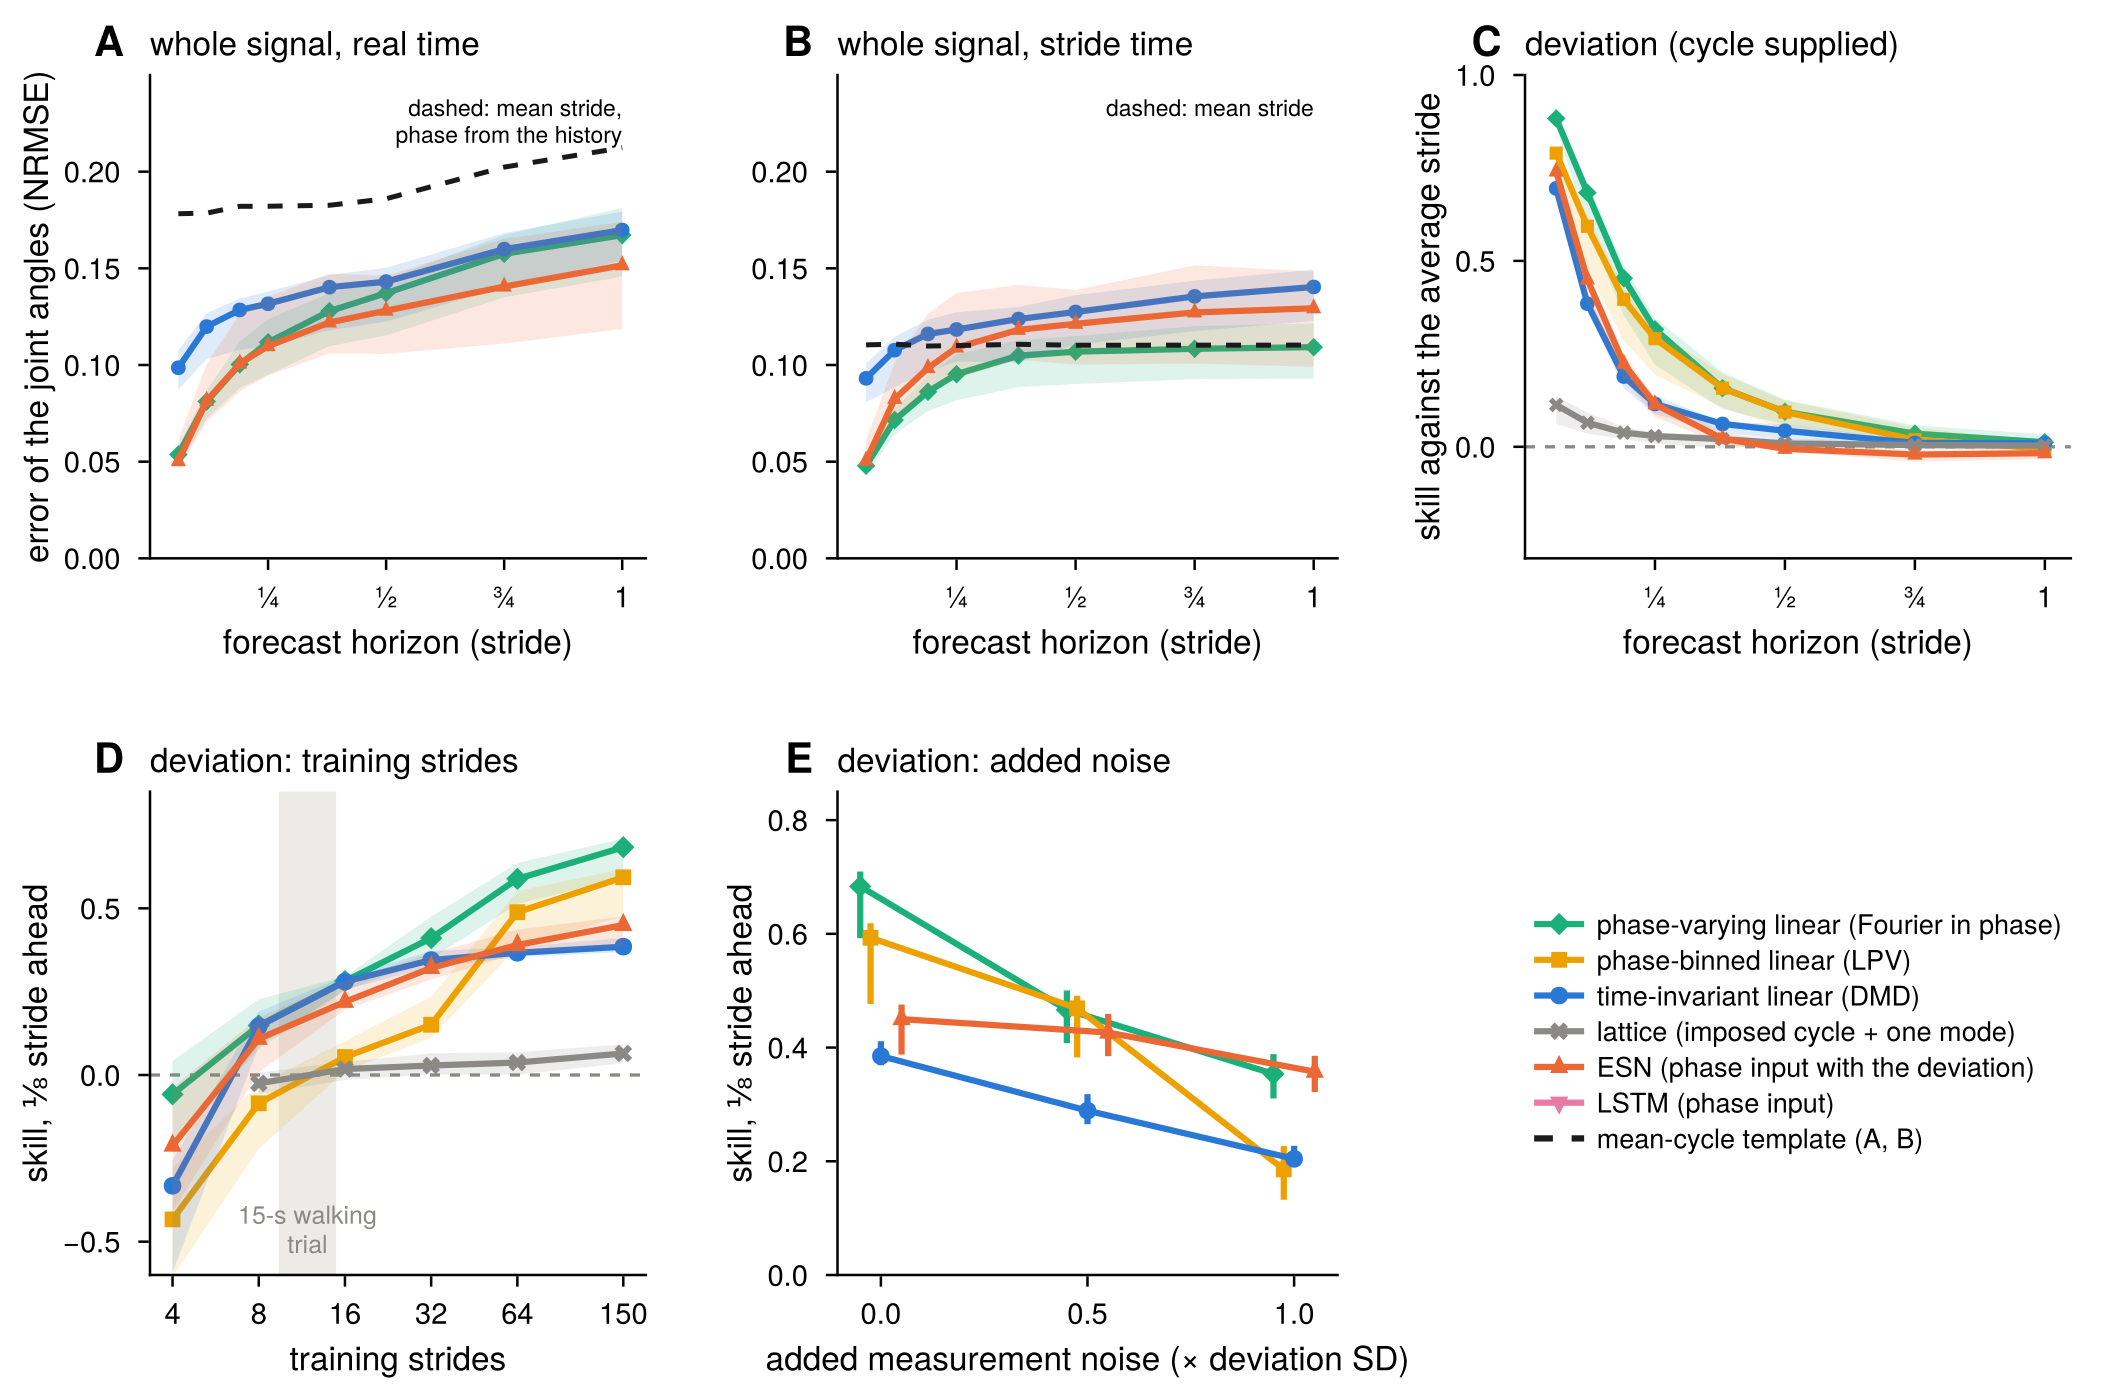 A whole signal, real time
error of the joint angles (NRMSE)
dashed: mean stride,
phase from the history
0.20
0.15
0.10
0.05
0.00
¼ ½ ¾ 1
forecast horizon (stride)
B whole signal, stride time
dashed: mean stride
0.20
0.15
0.10
0.05
0.00
¼ ½ ¾ 1
forecast horizon (stride)
C deviation (cycle supplied)
skill against the average stride
1.0
0.5
0.0
¼ ½ ¾ 1
forecast horizon (stride)
D deviation: training strides
skill, ⅛ stride ahead
0.5
0.0
−0.5
15-s walking
trial
4 8 16 32 64 150
training strides
E deviation: added noise
skill, ⅛ stride ahead
0.8
0.6
0.4
0.2
0.0
0.0 0.5 1.0
added measurement noise (× deviation SD)
phase-varying linear (Fourier in phase)
phase-binned linear (LPV)
time-invariant linear (DMD)
lattice (imposed cycle + one mode)
ESN (phase input with the deviation)
LSTM (phase input)
mean-cycle template (A, B)